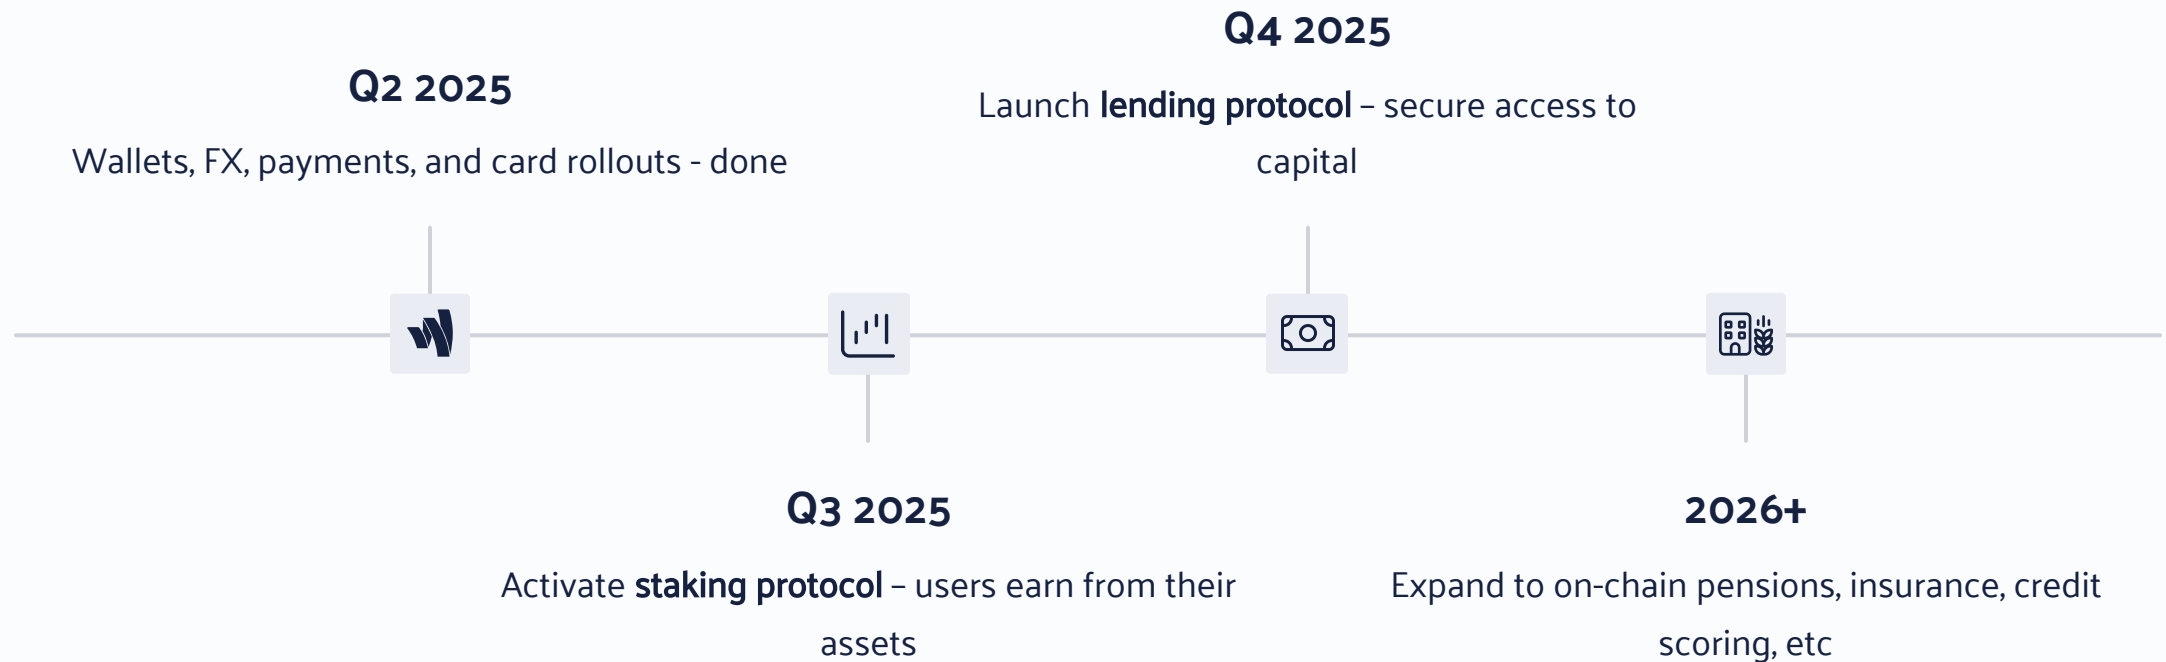 Q2 2025
Wallets, FX, payments, and card rollouts - done
Q3 2025
Activate staking protocol – users earn from their
assets
Q4 2025
Launch lending protocol – secure access to
capital
2026+
Expand to on-chain pensions, insurance, credit
scoring, etc